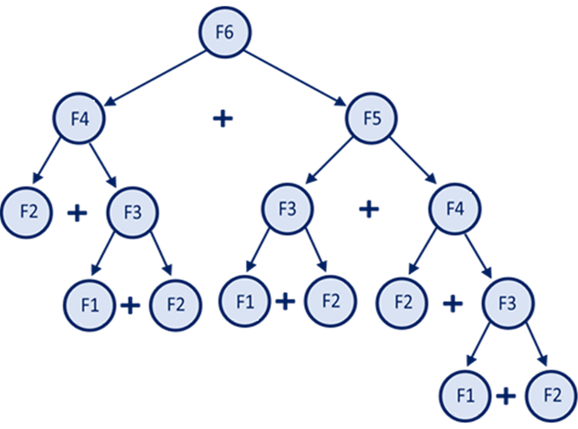 F6
F4 + F5
F2 + F3 F3 + F4
F1 + F2 F1 + F2 F2 + F3
F1 + F2